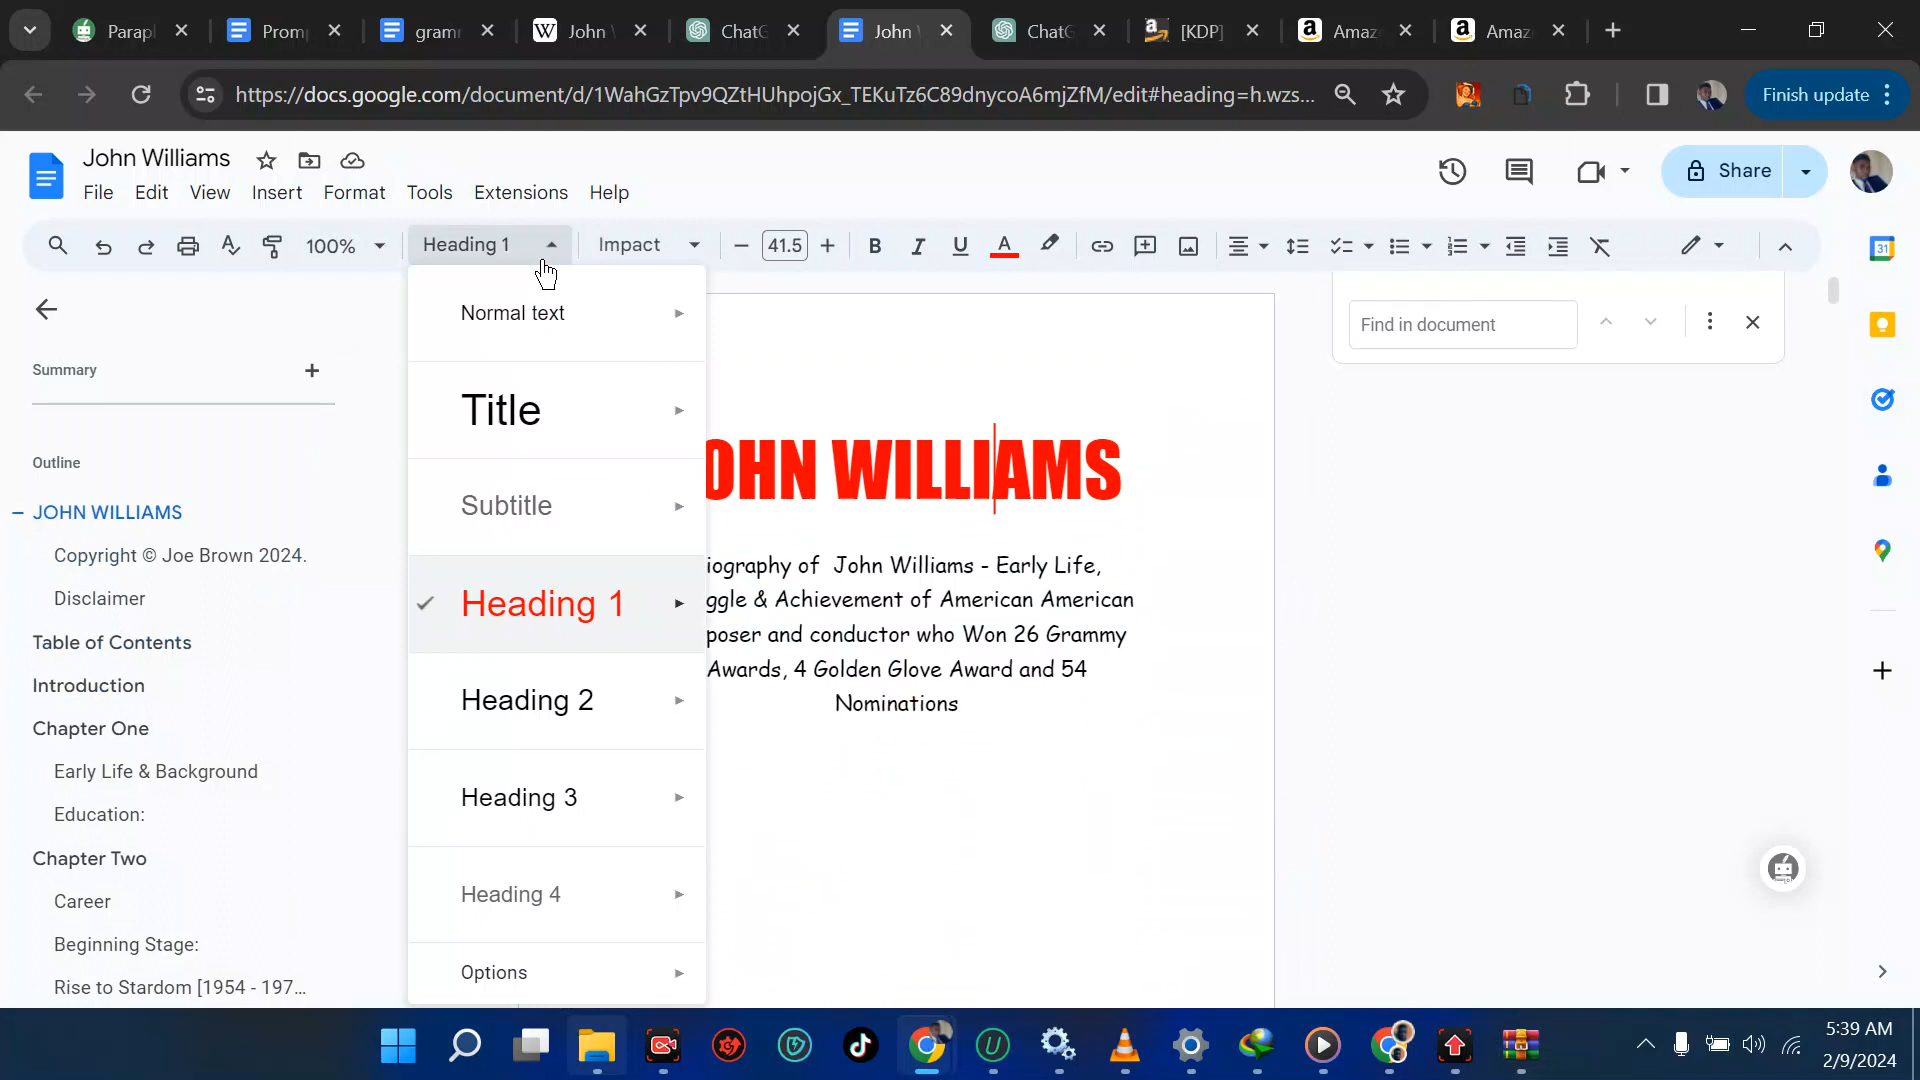 Parapl
Prom
gram
John
ChatG
John
ChatG
[KDP]
Amaz
Amaz
https://docs.google.com/document/d/1WahGzTpv9QZtHUhpojGx_TEKuTz6C89dnycoA6mjZfM/edit#heading=h.wzs...
Finish update
John Williams
File Edit View Insert Format Tools Extensions Help
Share
100%
Heading 1
Impact
41.5
Normal text
Title
Subtitle
Heading 1
Heading 2
Heading 3
Heading 4
Options
Summary
Outline
JOHN WILLIAMS
Copyright © Joe Brown 2024.
Disclaimer
Table of Contents
Introduction
Chapter One
Early Life & Background
Education:
Chapter Two
Career
Beginning Stage:
Rise to Stardom [1954 - 197...
OHN WILLIAMS
iography of John Williams - Early Life,
ggle & Achievement of American American
poser and conductor who Won 26 Grammy
Awards, 4 Golden Glove Award and 54
Nominations
Find in document
31
5:39 AM
2/9/2024